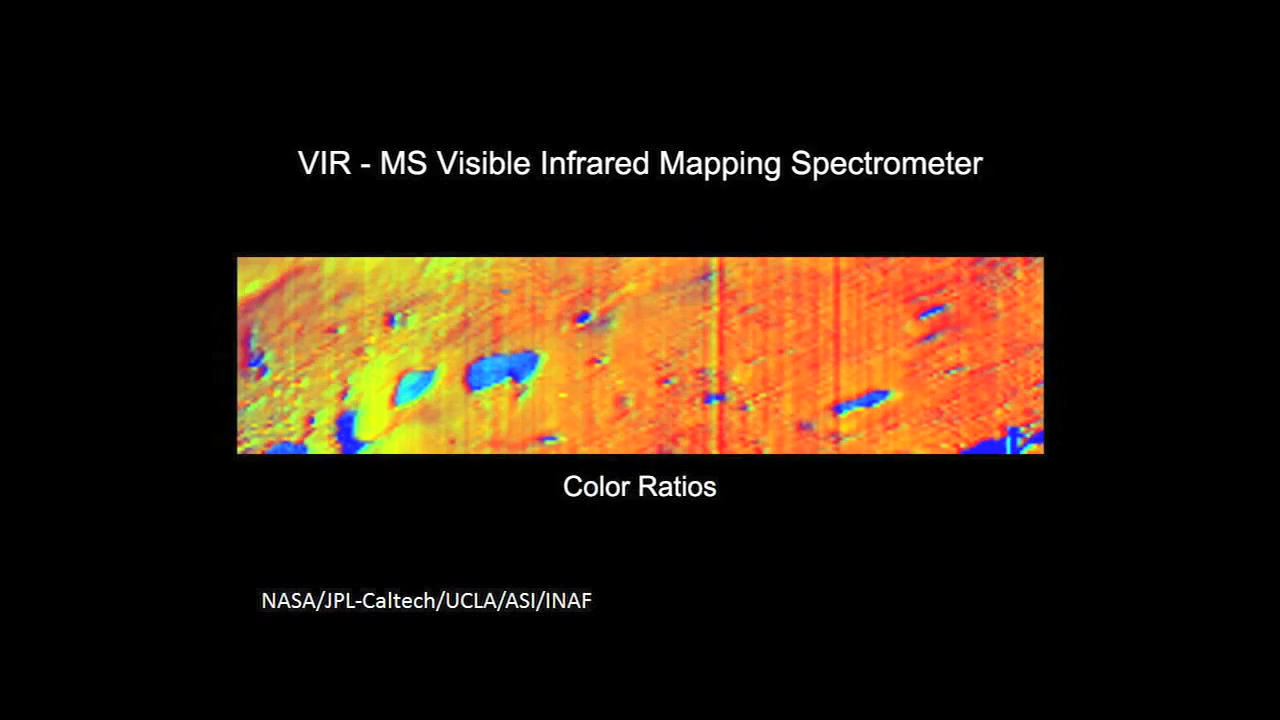 VIR - MS Visible Infrared Mapping Spectrometer
Color Ratios
NASA/JPL-Caltech/UCLA/ASI/INAF